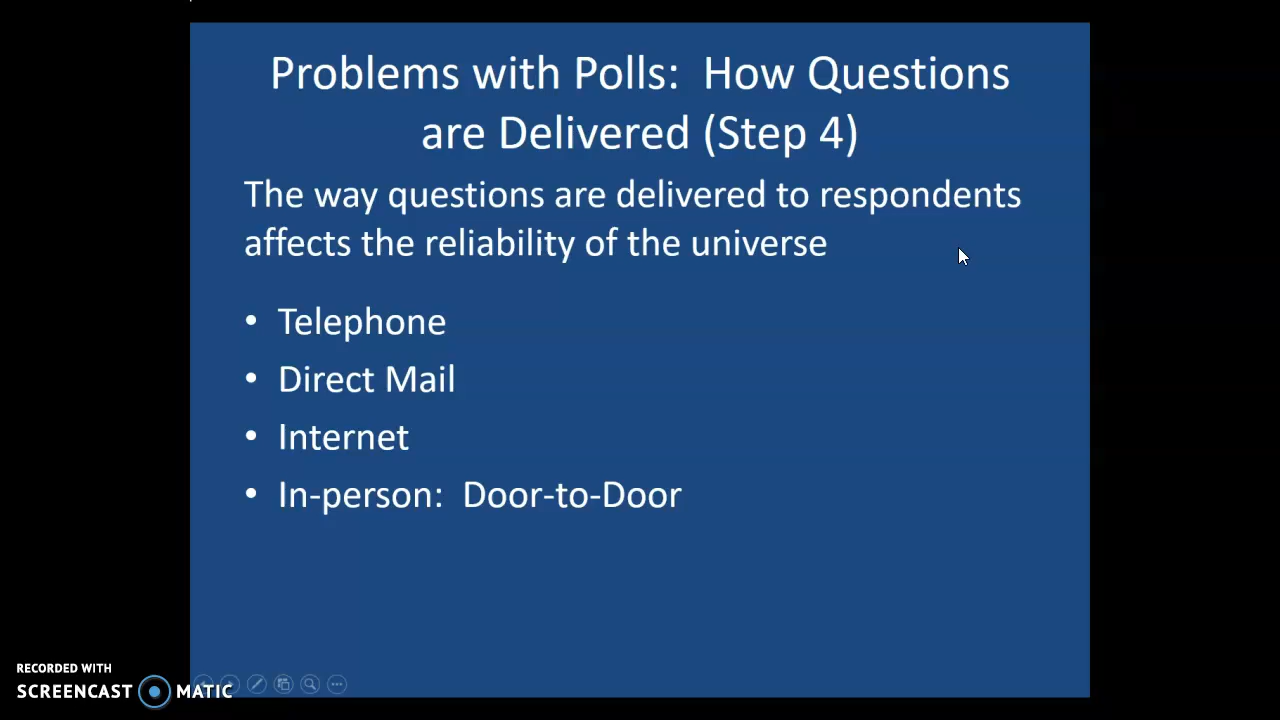 Problems with Polls:  How Questions
are Delivered (Step 4)
The way questions are delivered to respondents
affects the reliability of the universe
• Telephone
• Direct Mail
• Internet
• In-person:  Door-to-Door
RECORDED WITH
SCREENCAST MATIC